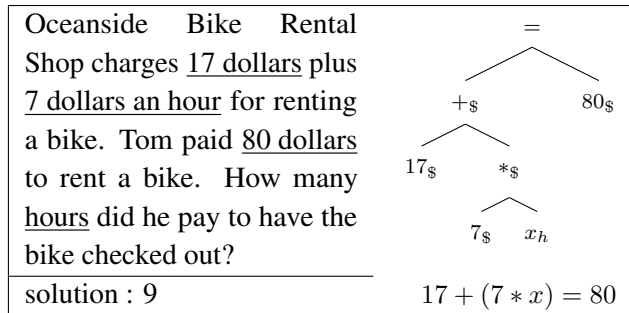 Oceanside Bike Rental
Shop charges 17 dollars plus
7 dollars an hour for renting
a bike. Tom paid 80 dollars
to rent a bike. How many
hours did he pay to have the
bike checked out?
solution : 9
=
+$ 80$
17$ *$
7$ x_h
17 + (7 * x) = 80